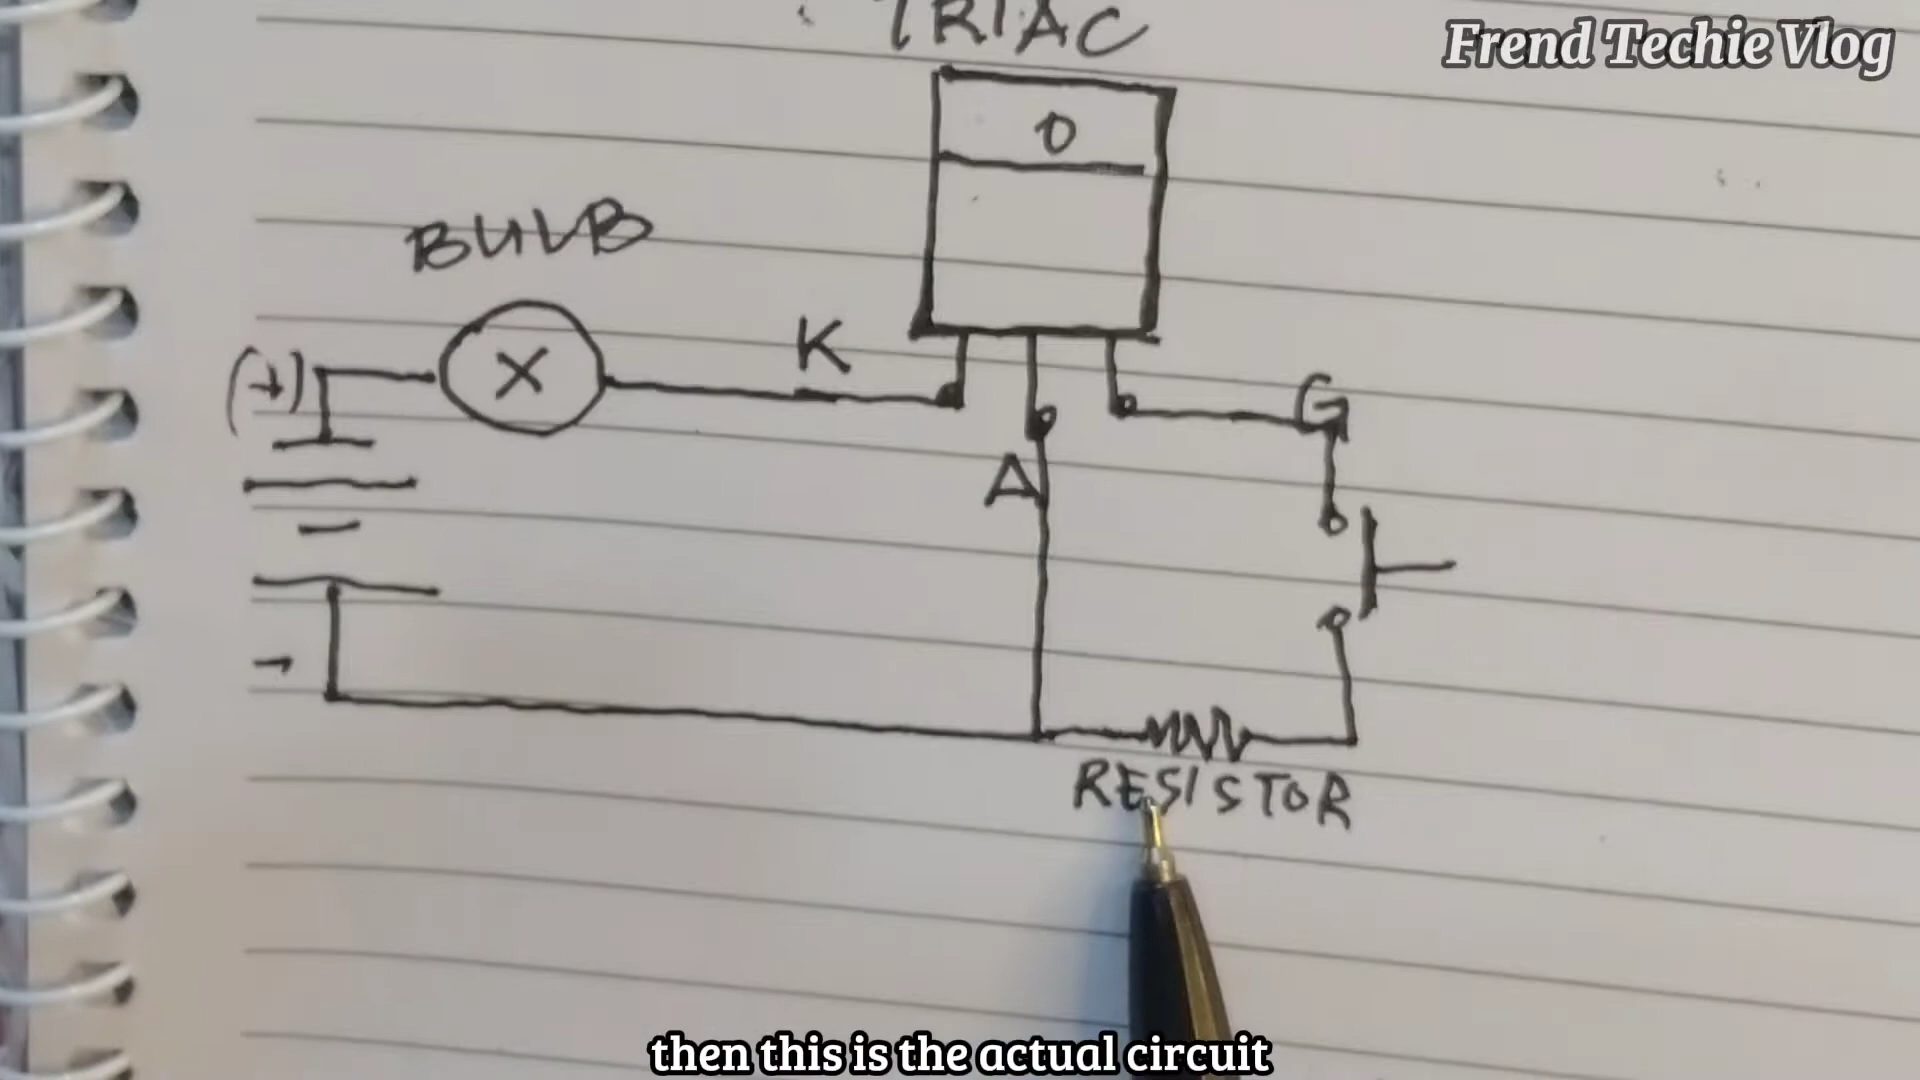 TRIAC
Frend Techie Vlog
O
BULB
(+)
X
K
G
A
-
RESISTOR
then this is the actual circuit